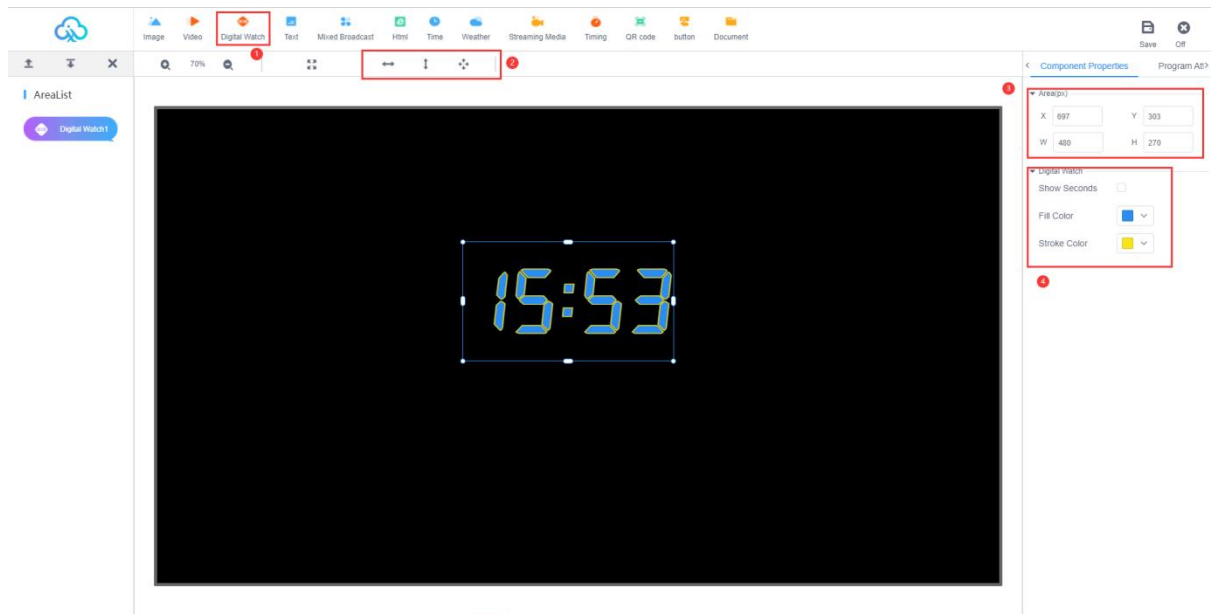 Image Video Digital Watch Text Mixed Broadcast Html Time Weather Streaming Media Timing QR code button Document
Save Off
1
70%
2
Component Properties Program Att
AreaList
3
Area(px)
Digital Watch1
X 697 Y 303
W 480 H 270
Digital Watch
Show Seconds
Fill Color
Stroke Color
4
15:53